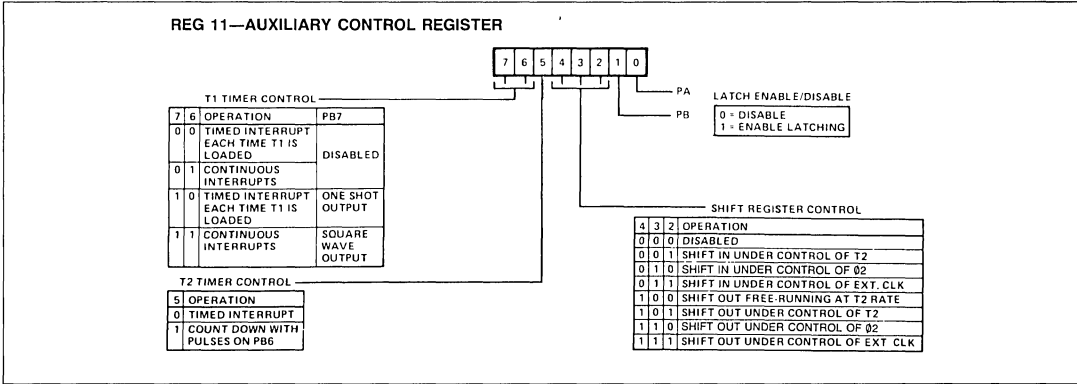 REG 11—AUXILIARY CONTROL REGISTER
7 6 5 4 3 2 1 0
PA
PB
LATCH ENABLE/DISABLE
0 = DISABLE
1 = ENABLE LATCHING
T1 TIMER CONTROL
7 6 OPERATION PB7
0 0 TIMED INTERRUPT
EACH TIME T1 IS
LOADED
DISABLED
0 1 CONTINUOUS
INTERRUPTS
1 0 TIMED INTERRUPT ONE SHOT
EACH TIME T1 IS OUTPUT
LOADED
1 1 CONTINUOUS SQUARE
INTERRUPTS WAVE
OUTPUT
T2 TIMER CONTROL
5 OPERATION
0 TIMED INTERRUPT
1 COUNT DOWN WITH
PULSES ON PB6
SHIFT REGISTER CONTROL
4 3 2 OPERATION
0 0 0 DISABLED
0 0 1 SHIFT IN UNDER CONTROL OF T2
0 1 0 SHIFT IN UNDER CONTROL OF Ø2
0 1 1 SHIFT IN UNDER CONTROL OF EXT. CLK
1 0 0 SHIFT OUT FREE-RUNNING AT T2 RATE
1 0 1 SHIFT OUT UNDER CONTROL OF T2
1 1 0 SHIFT OUT UNDER CONTROL OF Ø2
1 1 1 SHIFT OUT UNDER CONTROL OF EXT CLK